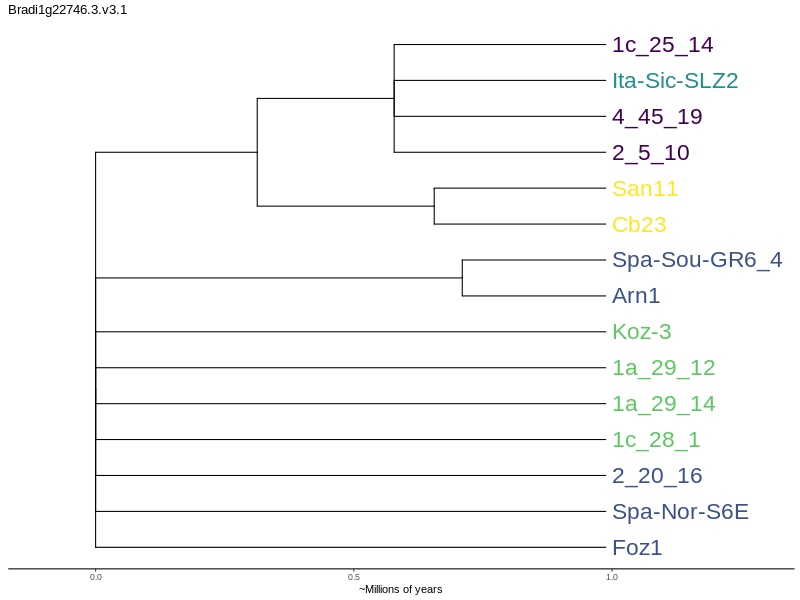 Bradi1g22746.3.v3.1
1c_25_14
Ita-Sic-SLZ2
4_45_19
2_5_10
San11
Cb23
Spa-Sou-GR6_4
Arn1
Koz-3
1a_29_12
1a_29_14
1c_28_1
2_20_16
Spa-Nor-S6E
Foz1
0.0 0.5 1.0
~Millions of years